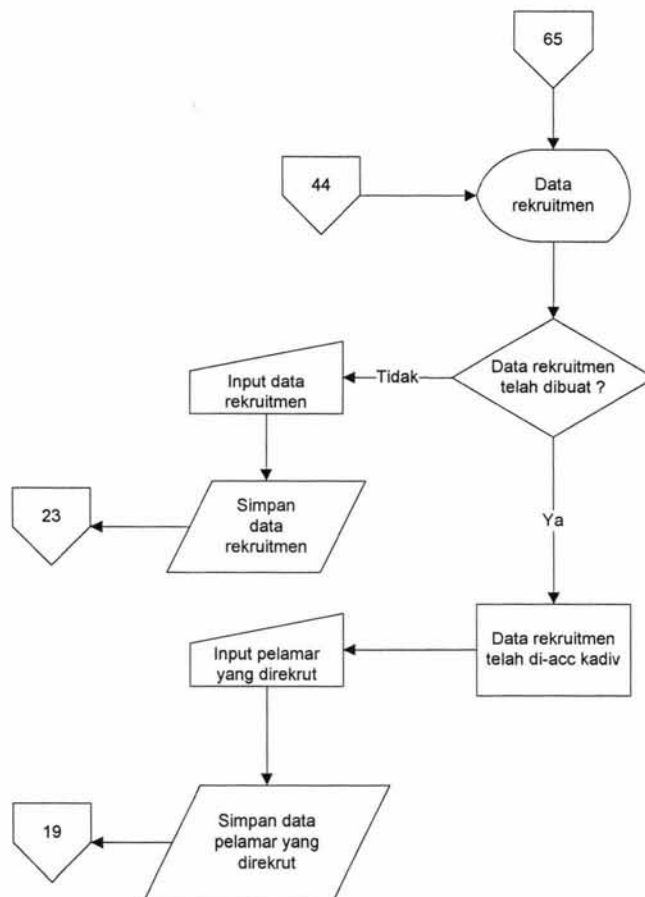 65
44
Data
rekruitmen
Data rekruitmen
telah dibuat ?
Tidak
Input data
rekruitmen
Simpan
data
rekruitmen
23
Ya
Data rekruitmen
telah di-acc kadiv
Input pelamar
yang direkrut
Simpan data
pelamar yang
direkrut
19